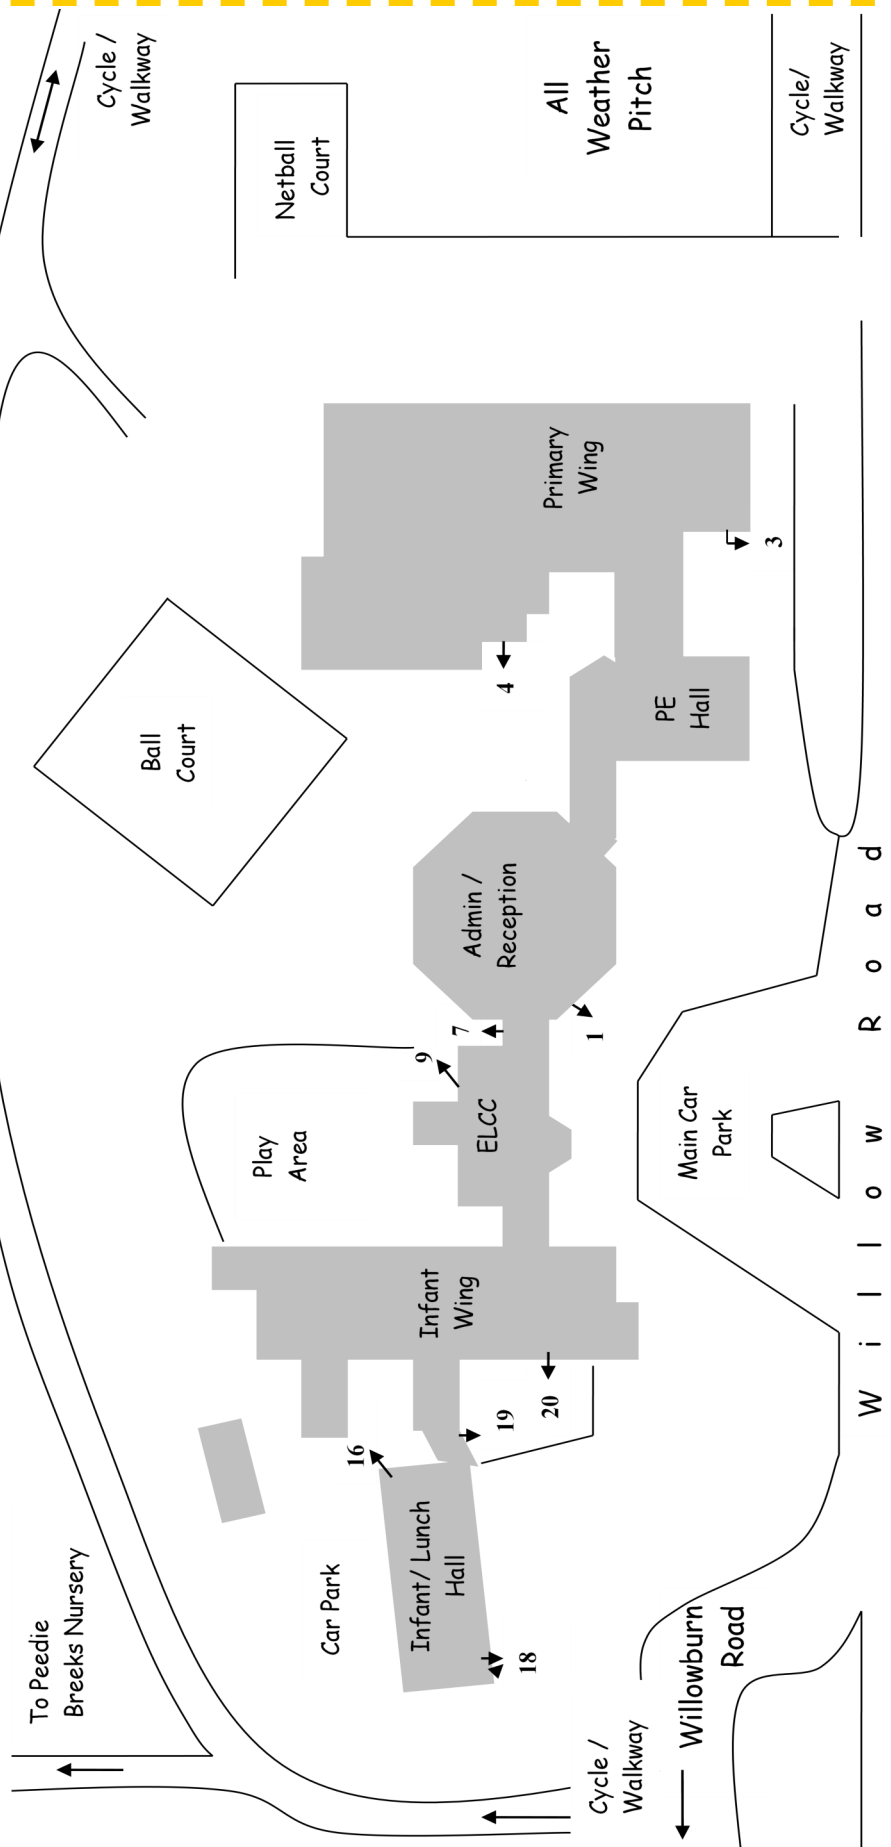 Cycle /
Walkway
Netball
Court
All
Weather
Pitch
Cycle/
Walkway
Primary
Wing
3
4
PE
Hall
Ball
Court
Admin /
Reception
7
1
9
ELCC
Play
Area
Main Car
Park
Willow Road
Infant
Wing
20
19
16
Infant/ Lunch
Hall
18
Car Park
To Peedie
Breeks Nursery
Cycle /
Walkway
Willowburn
Road